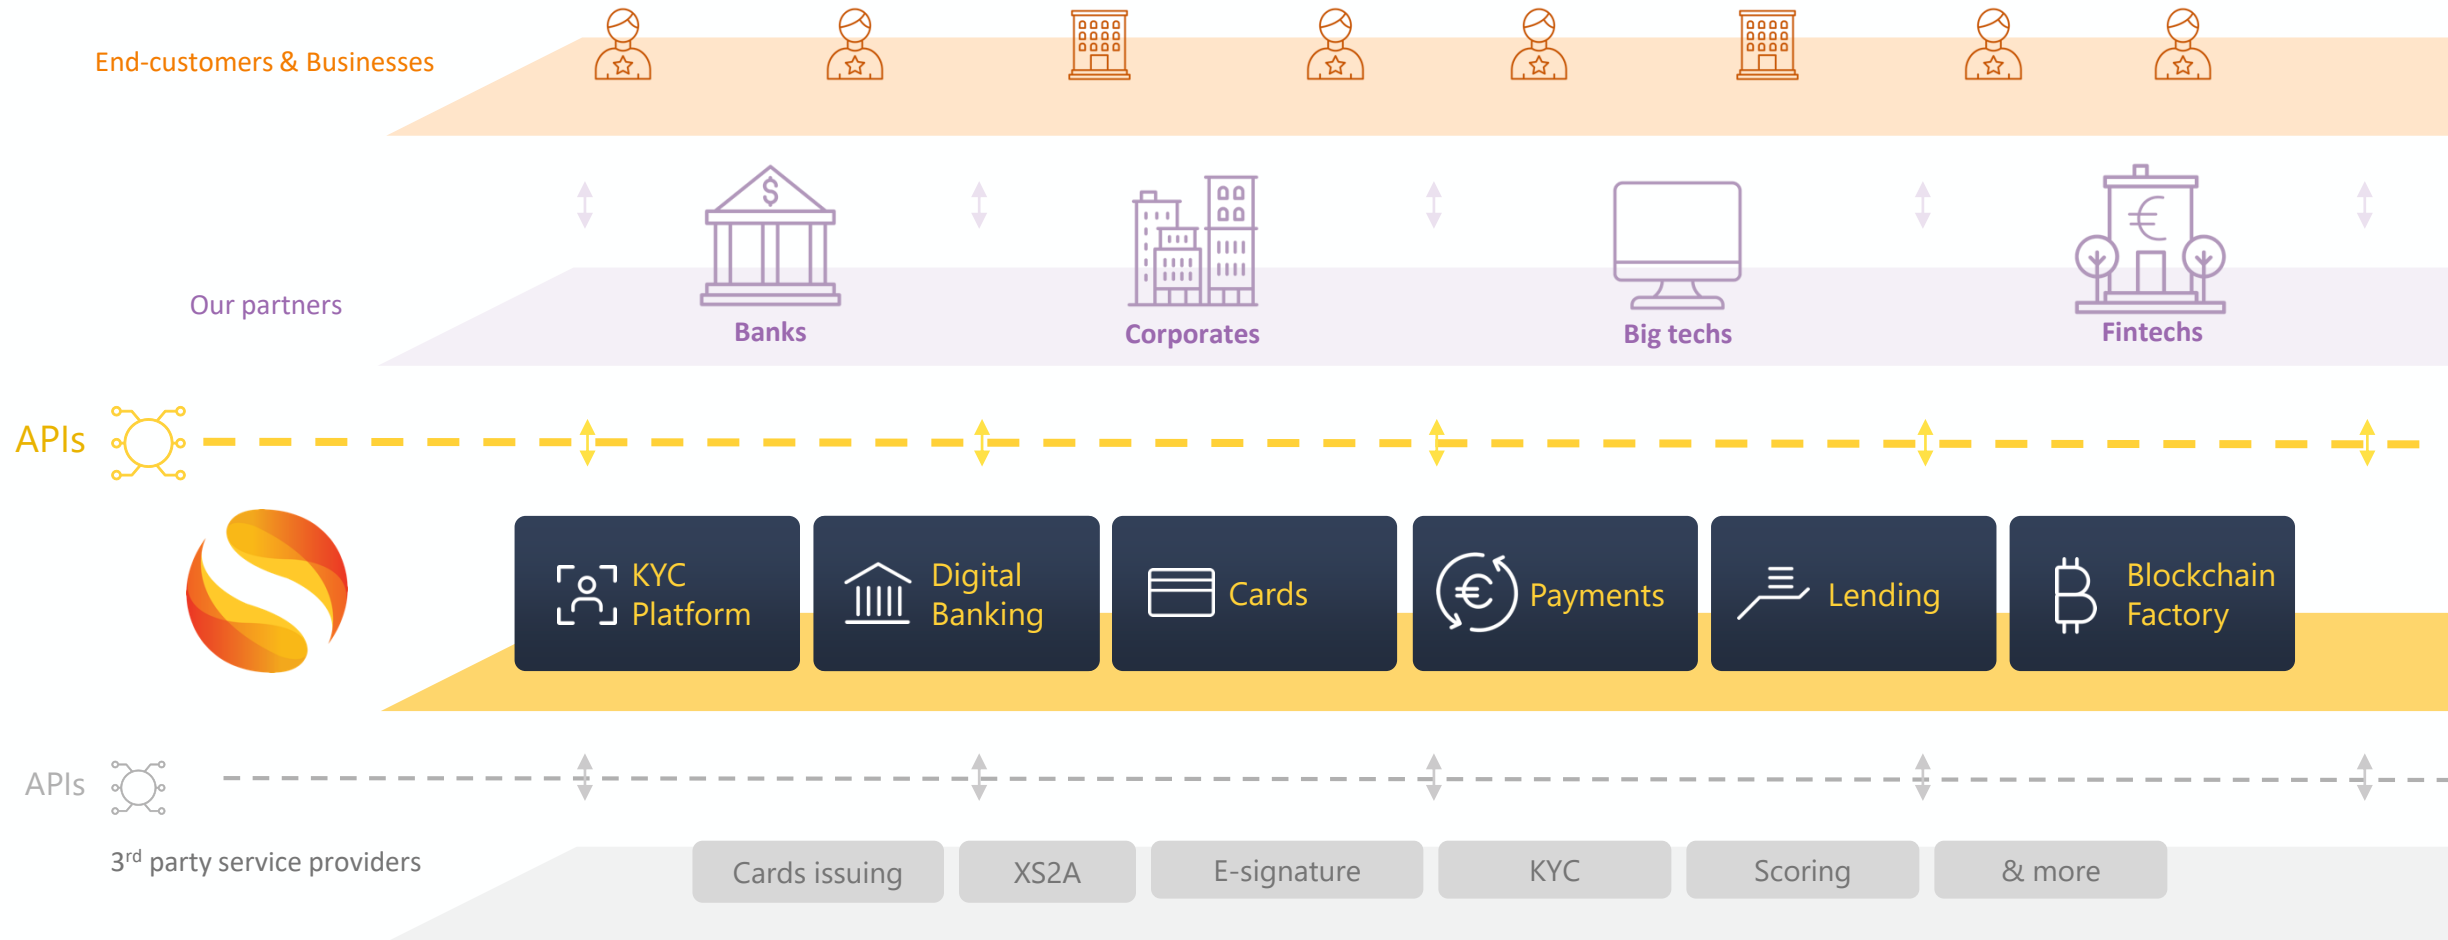 End-customers & Businesses
$
€
Our partners
Banks
Corporates
Big techs
Fintechs
APIs
KYC
Platform
Digital
Banking
Cards
€
Payments
Lending
Blockchain
Factory
APIs
3rd party service providers
Cards issuing
XS2A
E-signature
KYC
Scoring
& more